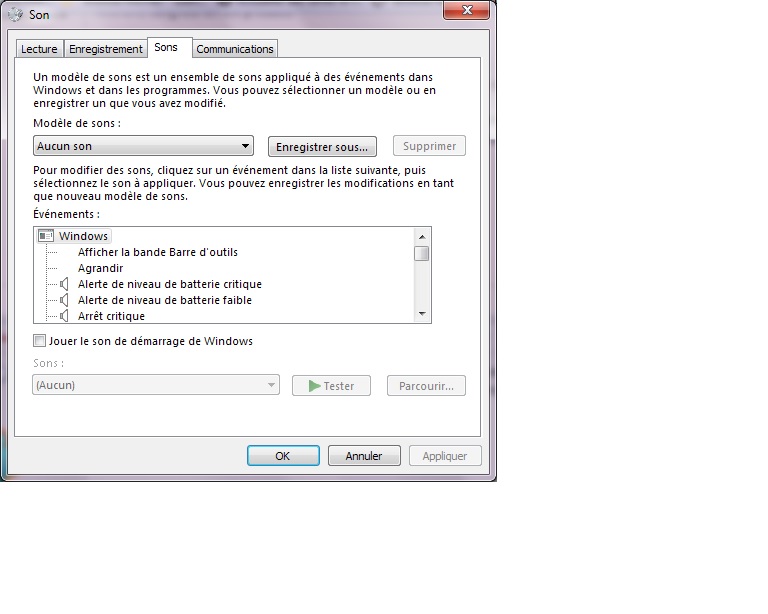 Son
Lecture
Enregistrement
Sons
Communications
Un modèle de sons est un ensemble de sons appliqué à des événements dans
Windows et dans les programmes. Vous pouvez sélectionner un modèle ou en
enregistrer un que vous avez modifié.
Modèle de sons :
Aucun son
Enregistrer sous...
Supprimer
Pour modifier des sons, cliquez sur un événement dans la liste suivante, puis
sélectionnez le son à appliquer. Vous pouvez enregistrer les modifications en tant
que nouveau modèle de sons.
Événements :
Windows
Afficher la bande Barre d'outils
Agrandir
Alerte de niveau de batterie critique
Alerte de niveau de batterie faible
Arrêt critique
Jouer le son de démarrage de Windows
Sons :
(Aucun)
Tester
Parcourir...
OK
Annuler
Appliquer